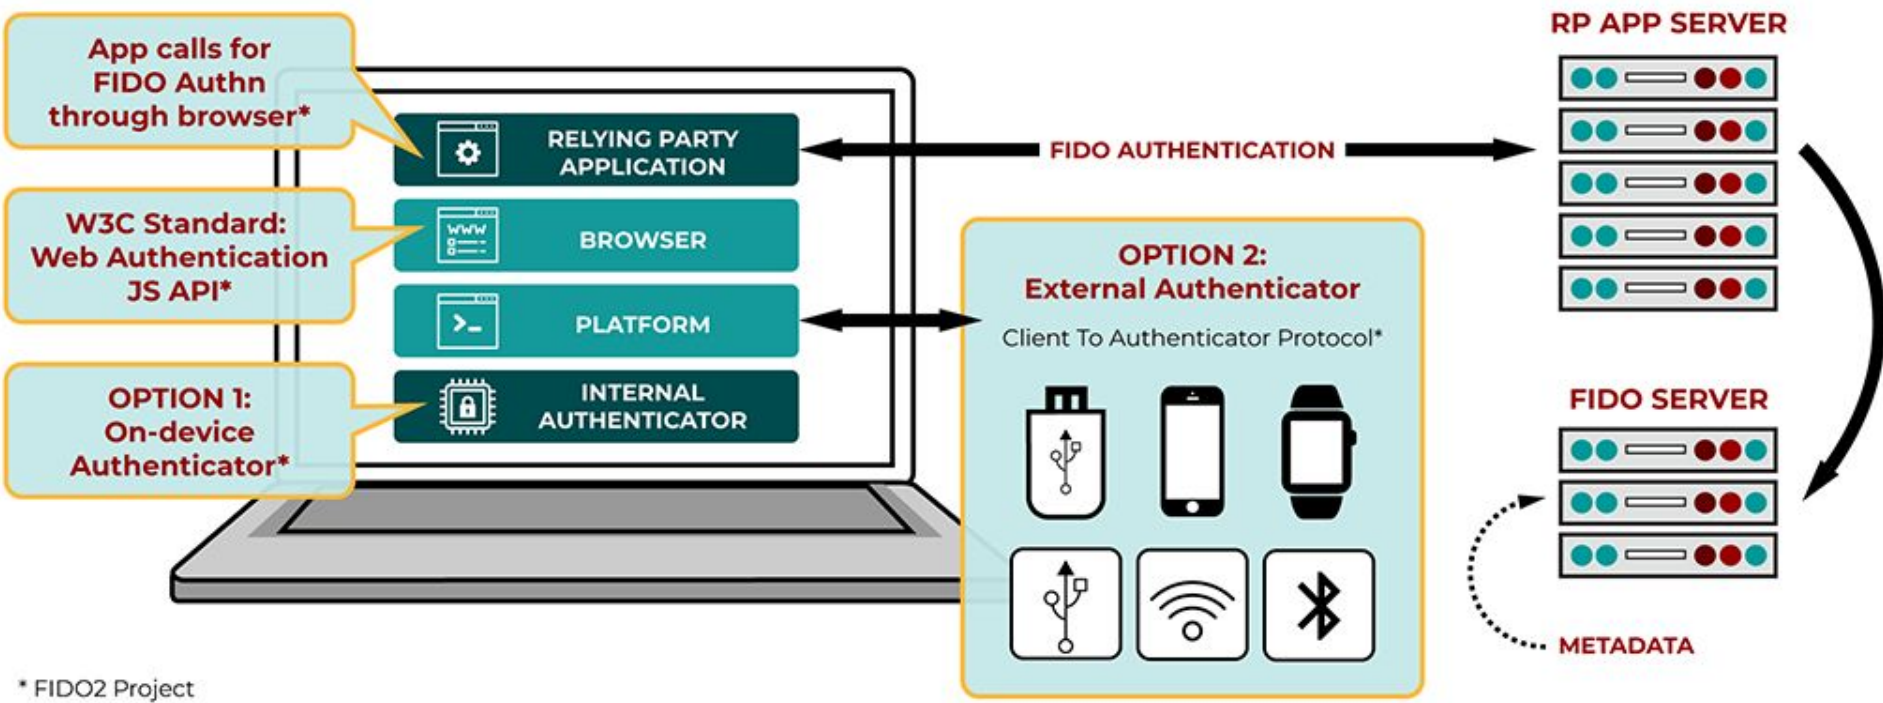 App calls for
FIDO Authn
through browser*
W3C Standard:
Web Authentication
JS API*
OPTION 1:
On-device
Authenticator*
RELYING PARTY
APPLICATION
WWW
BROWSER
PLATFORM
INTERNAL
AUTHENTICATOR
FIDO AUTHENTICATION
OPTION 2:
External Authenticator
Client To Authenticator Protocol*
RP APP SERVER
FIDO SERVER
METADATA
* FIDO2 Project